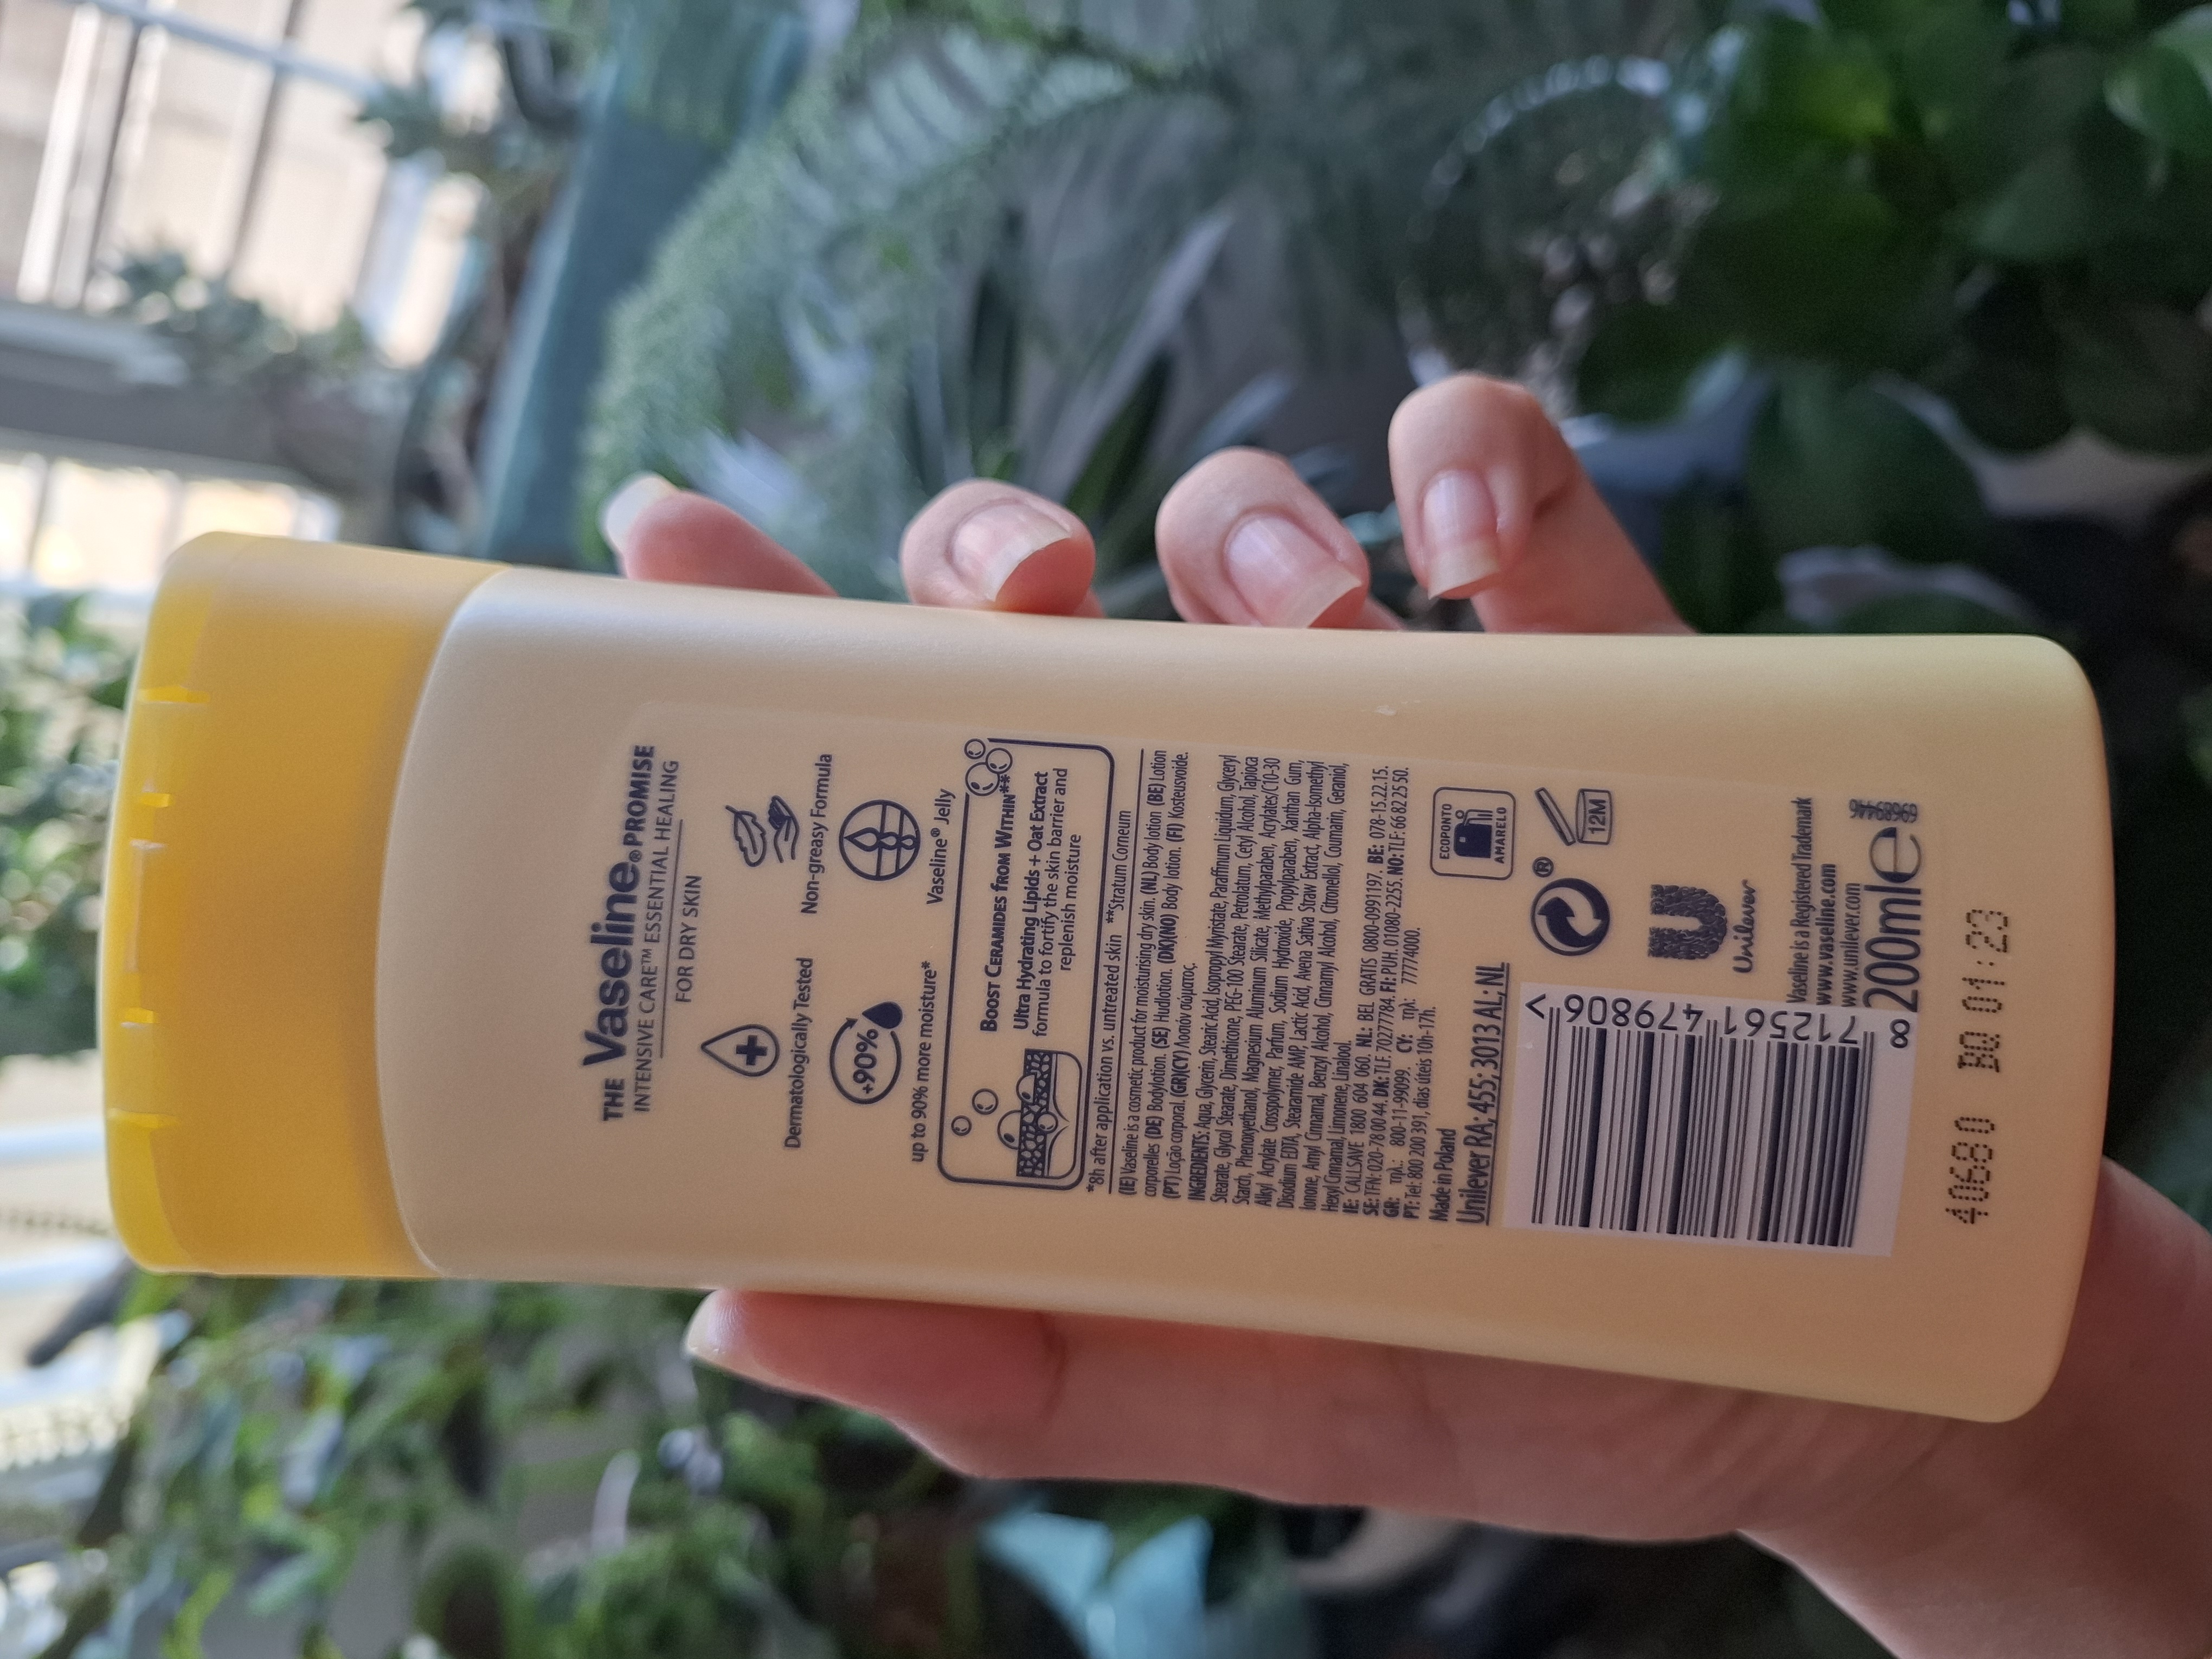 THE Vaseline® PROMISE
INTENSIVE CARE™ ESSENTIAL HEALING
FOR DRY SKIN
Dermatologically Tested
Non-greasy Formula
+90%
up to 90% more moisture*
Vaseline® Jelly
BOOST CERAMIDES FROM WITHIN**
Ultra Hydrating Lipids + Oat Extract
formula to fortify the skin barrier and
replenish moisture
*8h after application vs. untreated skin **Stratum Corneum
(IE) Vaseline is a cosmetic product for moisturising dry skin. (NL) Body lotion (BE) Lotion
corporelles (DE) Bodylotion. (SE) Hudlotion. (DK)(NO) Body lotion. (FI) Kosteusvoide.
(PT) Loção corporal. (GR)(CY) Λοσιόν σώματος.
INGREDIENTS: Aqua, Glycerin, Stearic Acid, Isopropyl Myristate, Paraffinum Liquidum, Glyceryl
Stearate, Glycol Stearate, Dimethicone, PEG-100 Stearate, Petrolatum, Cetyl Alcohol, Tapioca
Starch, Phenoxyethanol, Magnesium Aluminum Silicate, Methylparaben, Acrylates/C10-30
Alkyl Acrylate Crosspolymer, Parfum, Sodium Hydroxide, Propylparaben, Xanthan Gum,
Disodium EDTA, Stearamide AMP, Lactic Acid, Avena Sativa Straw Extract, Alpha-Isomethyl
Ionone, Amyl Cinnamal, Benzyl Alcohol, Cinnamyl Alcohol, Citronellol, Coumarin, Geraniol,
Hexyl Cinnamal, Limonene, Linalool.
IE: CALLSAVE 1800 604 060. NL: BEL GRATIS 0800-0991197. BE: 078-15.22.15.
SE: TFN: 020-78 00 44. DK: TLF. 70277784. FI: PUH. 01080-2235. NO: TLF: 66 82 25 50.
GR: τηλ.: 800-11-99099. CY: τηλ: 77774000.
PT: Tel: 800 200 391, dias úteis 10h-17h.
Made in Poland
Unilever RA; 455; 3013 AL; NL
ECOPONTO
AMARELO
12M
®
Unilever
8 712561 479806 >
Vaseline is a Registered Trademark
www.vaseline.com
www.unilever.com
200ml e
69689446
40680 BQ 01:23